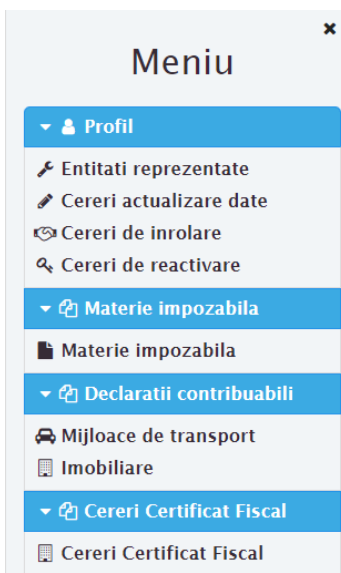 Meniu
Profil
Entitati reprezentate
Cereri actualizare date
Cereri de inrolare
Cereri de reactivare
Materie impozabila
Materie impozabila
Declaratii contribuabili
Mijloace de transport
Imobiliare
Cereri Certificat Fiscal
Cereri Certificat Fiscal